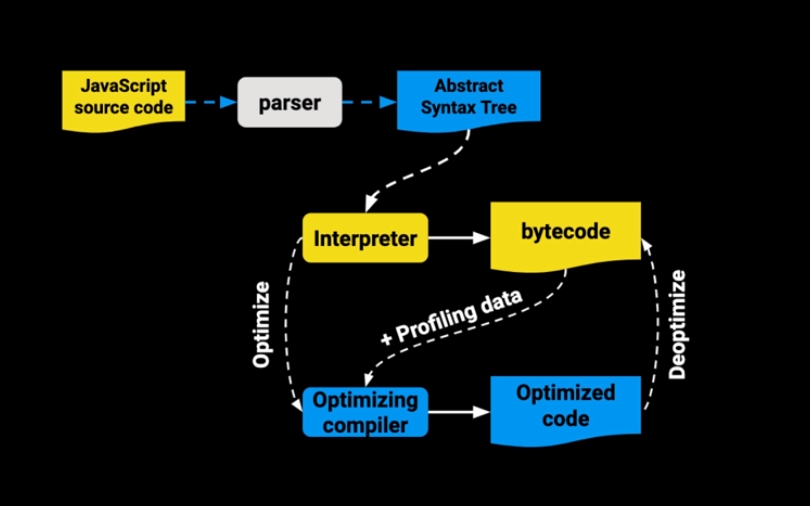 JavaScript
source code
parser
Abstract
Syntax Tree
Interpreter
bytecode
Optimize
+ Profiling data
Deoptimize
Optimizing
compiler
Optimized
code